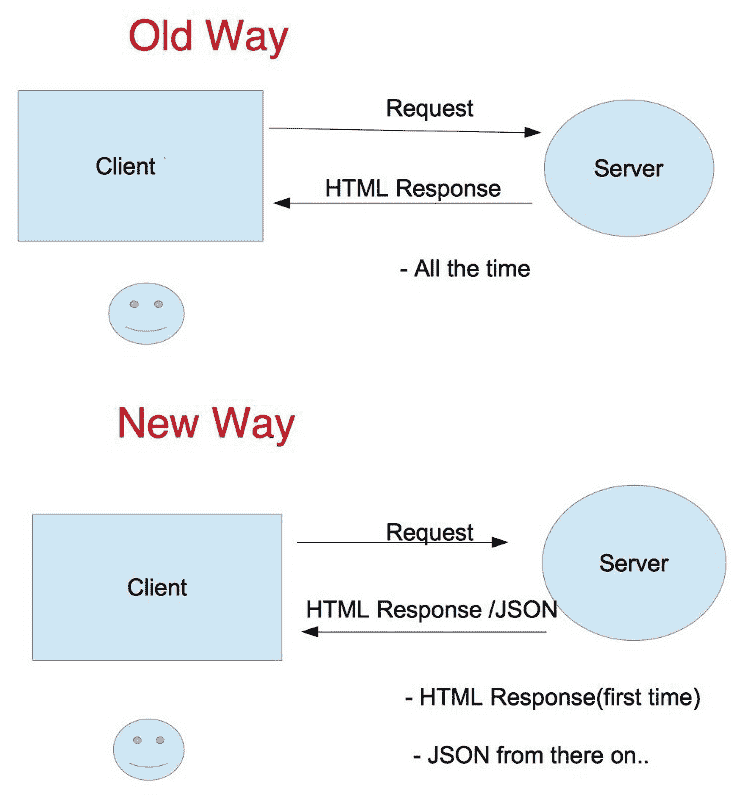 Old Way
Request
Client
Server
HTML Response
- All the time
New Way
Request
Server
Client
HTML Response /JSON
- HTML Response(first time)
- JSON from there on..